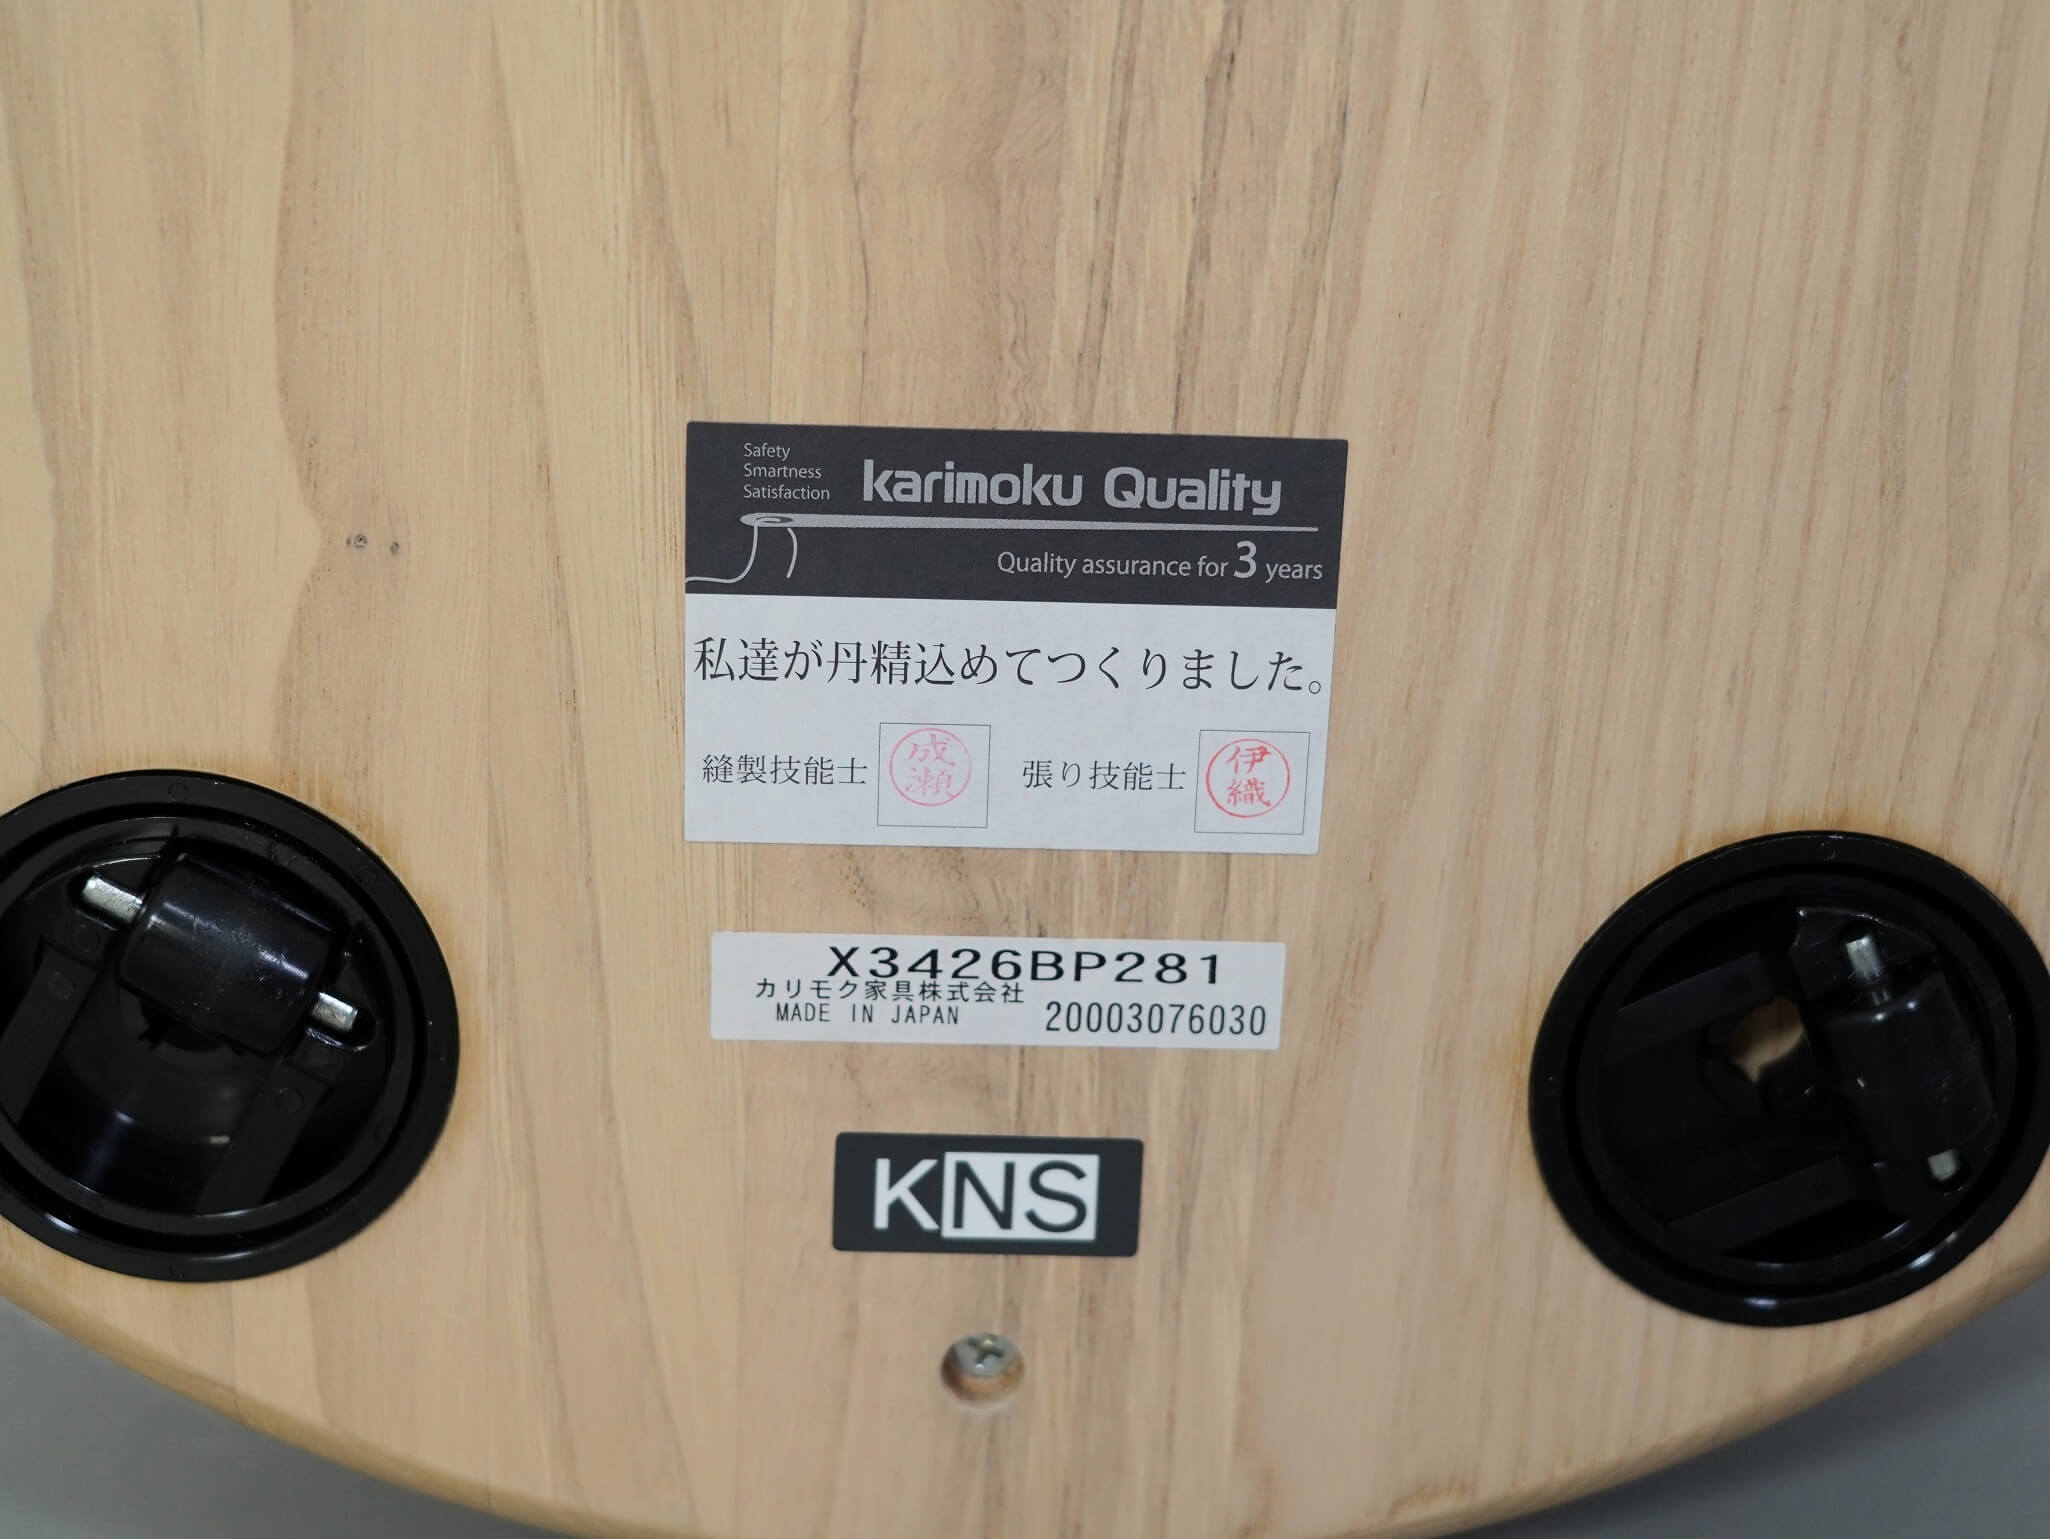 Safety
Smartness
Satisfaction
karimoku Quality
Quality assurance for 3 years
私達が丹精込めてつくりました。
縫製技能士 成瀬 張り技能士 伊織
X3426BP281
カリモク家具株式会社
MADE IN JAPAN 20003076030
KNS